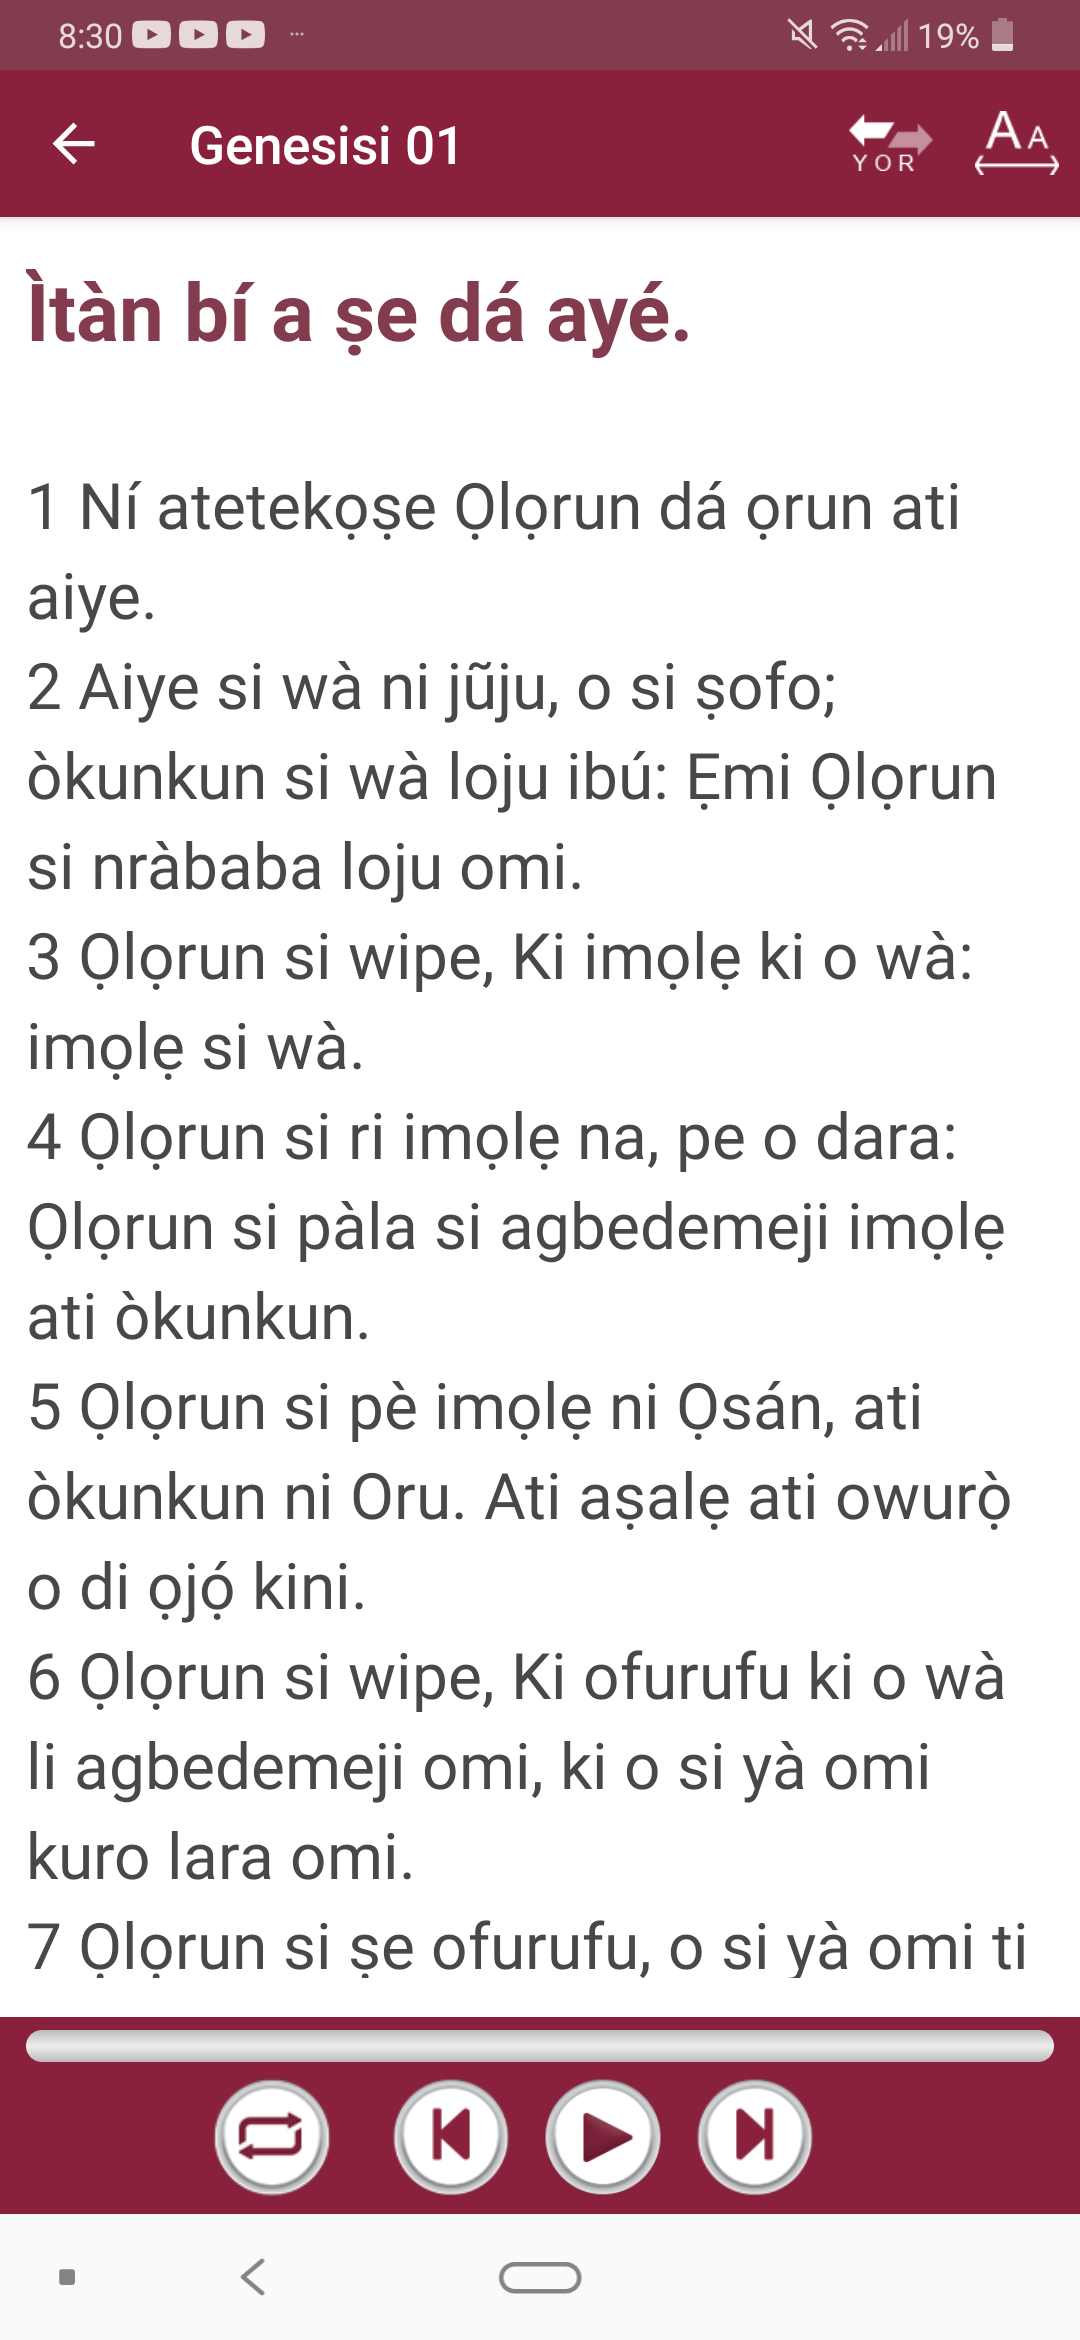 8:30 19%
Genesisi 01
YOR
AA
Ìtàn bí a ṣe dá ayé.
1 Ní atetekọṣe Ọlọrun dá ọrun ati
aiye.
2 Aiye si wà ni jũju, o si ṣofo;
òkunkun si wà loju ibú: Ẹmi Ọlọrun
si nràbaba loju omi.
3 Ọlọrun si wipe, Ki imọlẹ ki o wà:
imọlẹ si wà.
4 Ọlọrun si ri imọlẹ na, pe o dara:
Ọlọrun si pàla si agbedemeji imọlẹ
ati òkunkun.
5 Ọlọrun si pè imọlẹ ni Ọsán, ati
òkunkun ni Oru. Ati aṣalẹ ati owurọ̀
o di ọjọ́ kini.
6 Ọlọrun si wipe, Ki ofurufu ki o wà
li agbedemeji omi, ki o si yà omi
kuro lara omi.
7 Ọlọrun si ṣe ofurufu, o si yà omi ti